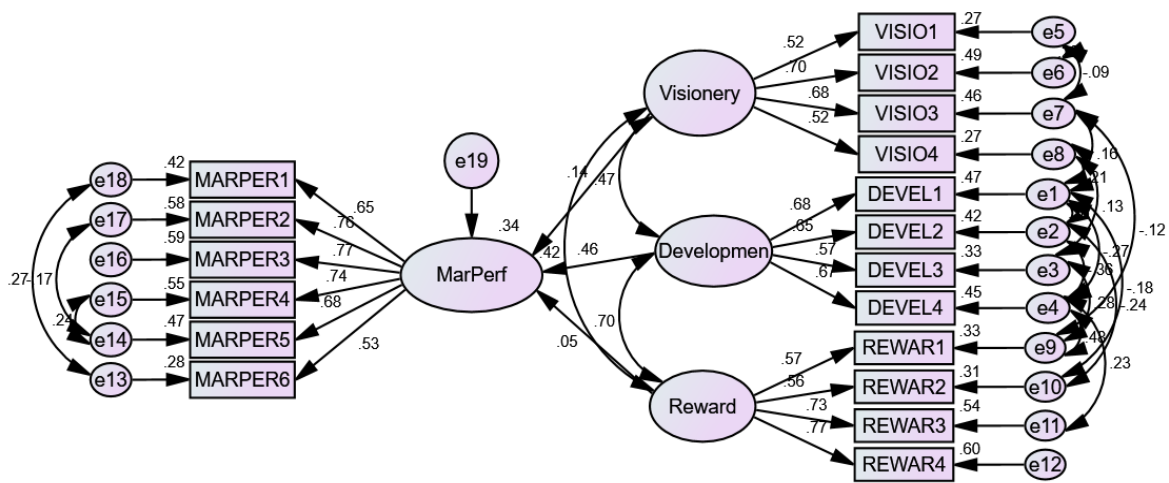 .27 VISIO1 e5
.52
.49 VISIO2 e6 -.09
.70
Visionery .68 .46 VISIO3 e7
.52 .27 VISIO4 e8 .16
e19
.14 .47
.42 e18 MARPER1 .47 DEVEL1 e1 .21
.65 .68 .13
.58 e17 MARPER2 .76 .34 .65 .42 DEVEL2 e2 -.12
.59 e16 MARPER3 .77 .42 .46 Developmen .57 .33 DEVEL3 e3 .27
MarPerf .67 .36
.27 -.17 .74
.55 e15 MARPER4 .68 .45 DEVEL4 e4 .28 -.18 -.24
.24 .70
.47 e14 MARPER5 .05 .33 REWAR1 e9 .48
.53 .57 .23
.28 e13 MARPER6 .56 .31 REWAR2 e10
Reward .73 .54 REWAR3 e11
.77
.60 REWAR4 e12